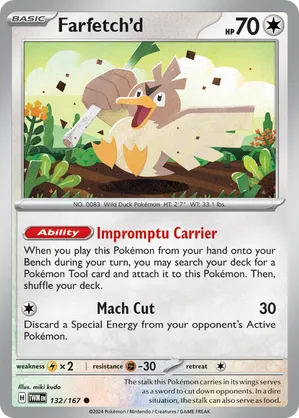 BASIC
Farfetch'd
HP 70
NO. 0083 Wild Duck Pokémon HT: 2'7" WT: 33.1 lbs.
Ability Impromptu Carrier
When you play this Pokémon from your hand onto your
Bench during your turn, you may search your deck for a
Pokémon Tool card and attach it to this Pokémon. Then,
shuffle your deck.
Mach Cut 30
Discard a Special Energy from your opponent's Active
Pokémon.
weakness × 2 resistance -30 retreat
Illus. miki kudo
The stalk this Pokémon carries in its wings serves
as a sword to cut down opponents. In a dire
situation, the stalk can also serve as food.
H TWM EN 132/167
©2024 Pokémon / Nintendo / Creatures / GAME FREAK